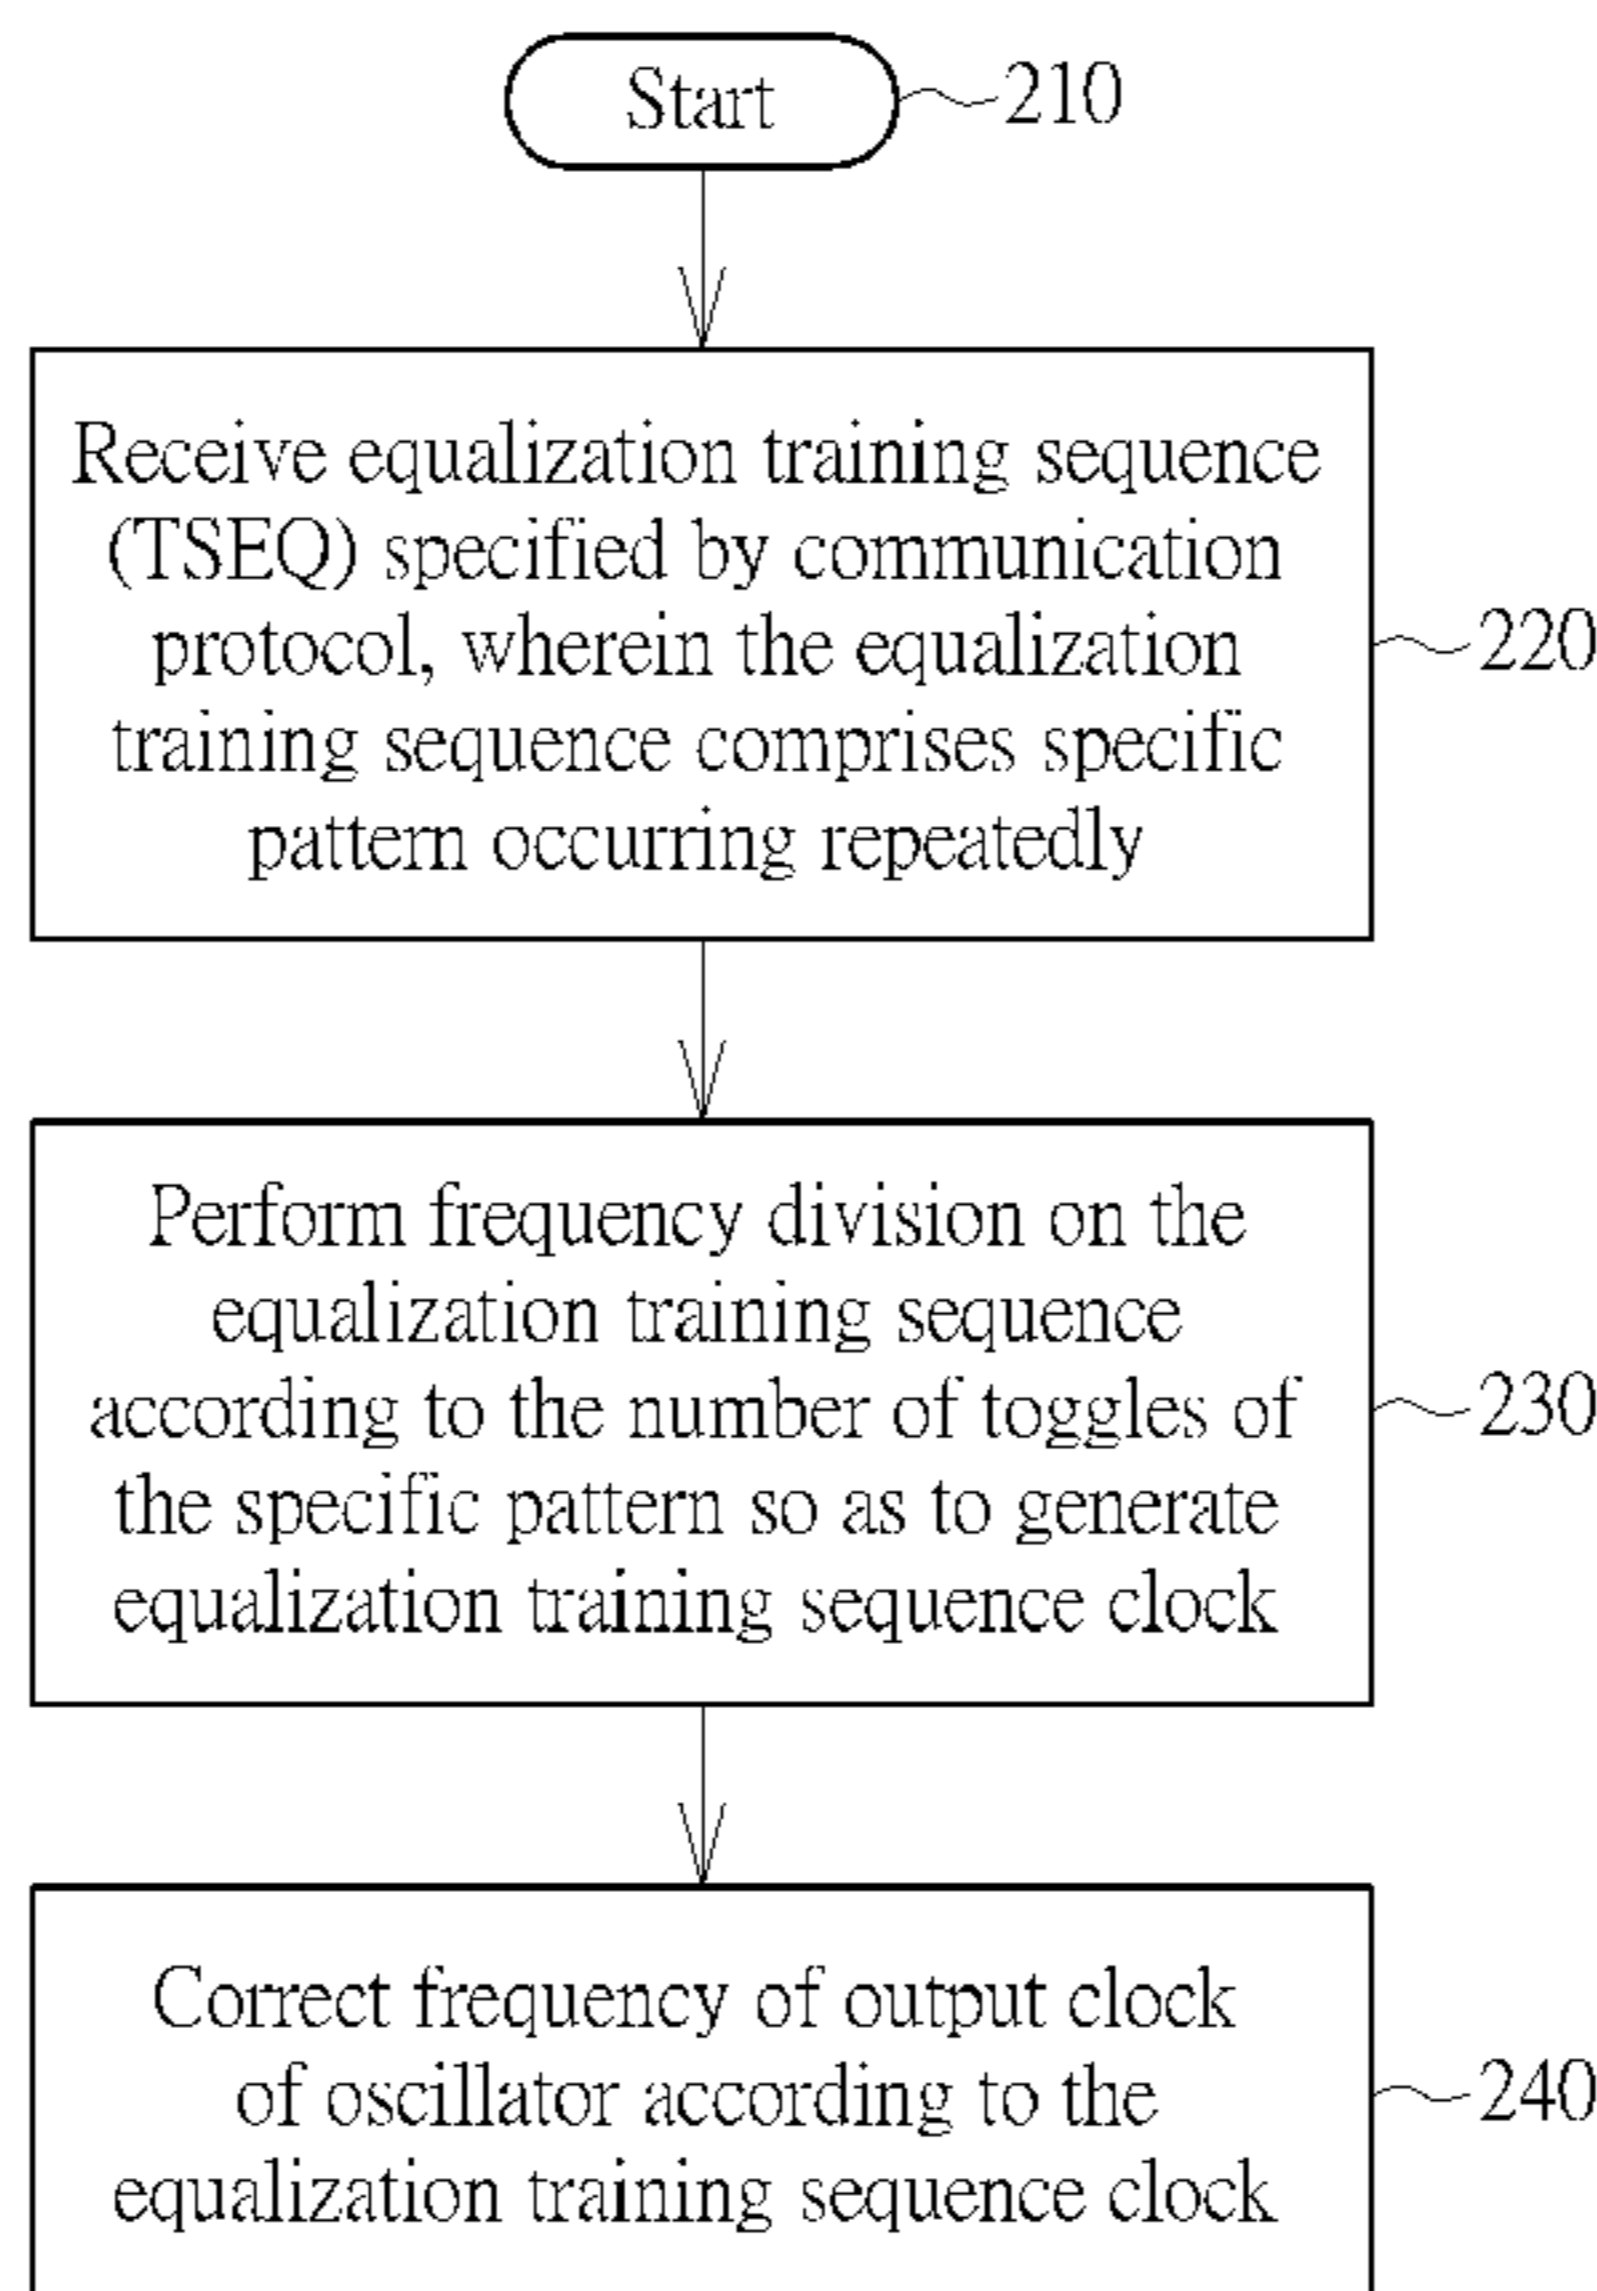 Start
210
Receive equalization training sequence
(TSEQ) specified by communication
protocol, wherein the equalization
training sequence comprises specific
pattern occurring repeatedly
220
Perform frequency division on the
equalization training sequence
according to the number of toggles of
the specific pattern so as to generate
equalization training sequence clock
230
Correct frequency of output clock
of oscillator according to the
equalization training sequence clock
240